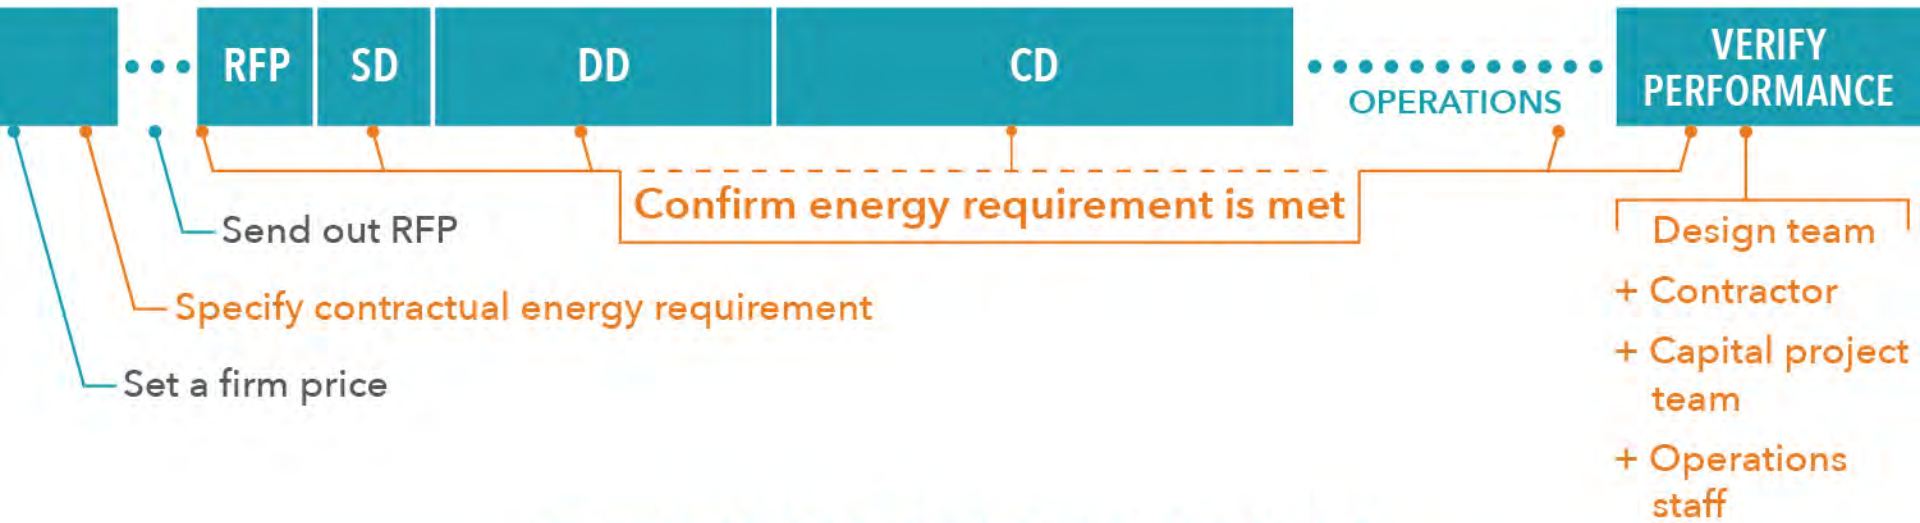 RFP
SD
DD
CD
OPERATIONS
VERIFY
PERFORMANCE
Confirm energy requirement is met
Send out RFP
Specify contractual energy requirement
Set a firm price
Design team
+ Contractor
+ Capital project
team
+ Operations
staff